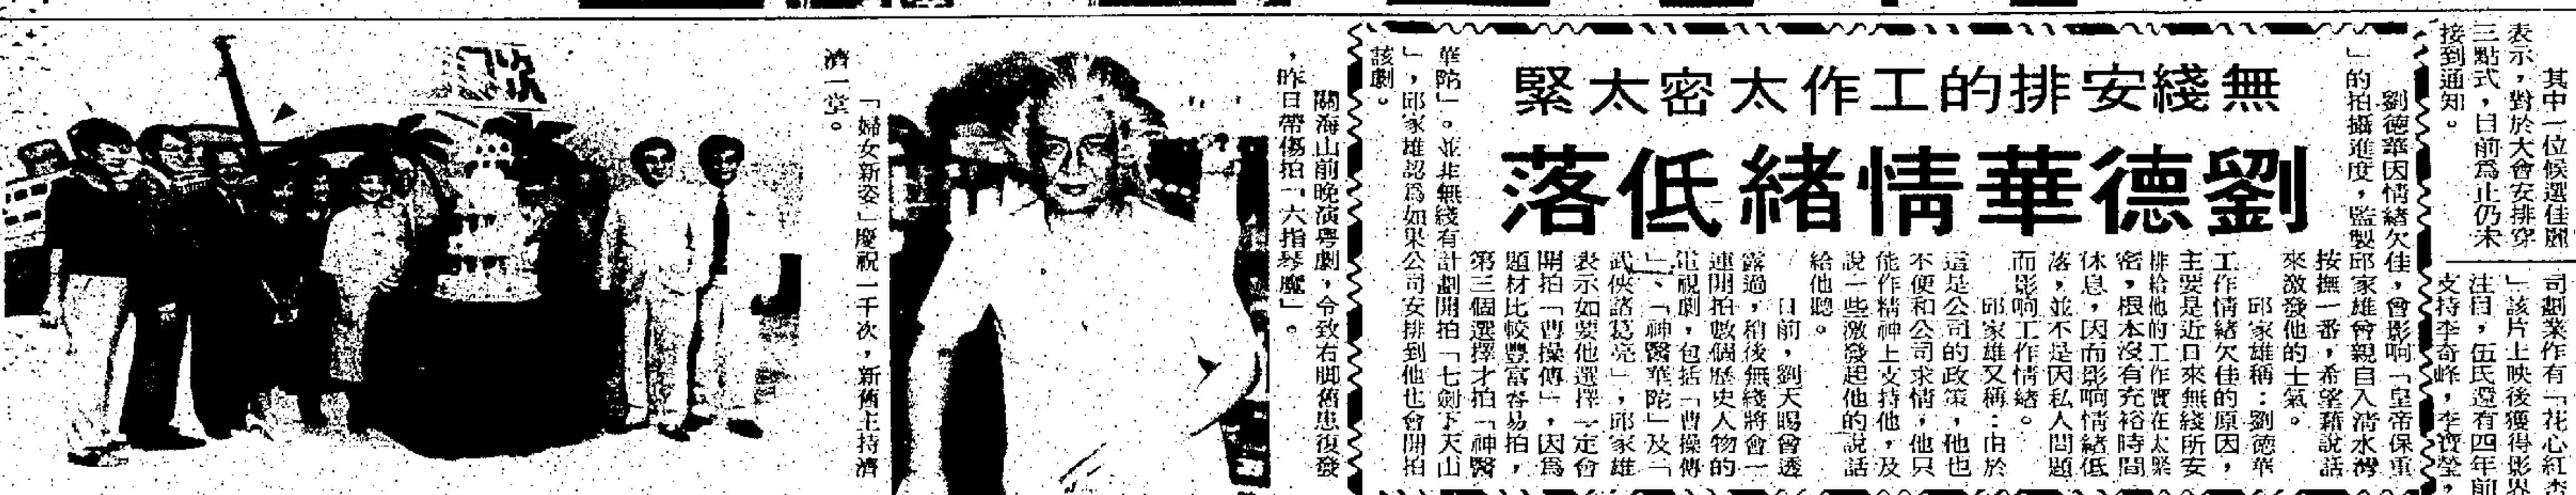 其中一位候選佳麗
表示，對於大會安排穿
三點式，目前爲止仍未
接到通知。
司劃業作有「花心紅杏
」該片上映後獲得影界
注目，伍氏還有四年前
支持李奇峰，李寶瑩，
無綫安排的工作太密太緊
劉德華情緒低落
劉德華因情緒欠佳，曾影响「皇帝保重
」的拍攝進度，監製邱家雄曾親自入清水灣
按撫一番，希望藉說話
來激發他的士氣。
邱家雄稱：劉德華
工作情緒欠佳的原因，
主要是近日來無綫所安
排給他的工作實在太緊
密，根本沒有充裕時間
休息，因而影响情緒低
落，並不是因私人問題
而影响工作情緒。
邱家雄又稱：由於
這是公司的政策，他也
不便和公司求情，他只
能作精神上支持他，及
說一些激發起他的說話
給他聽。
日前，劉天賜曾透
露過，稍後無綫將會一
連開拍數個歷史人物的
電視劇，包括「曹操傳
」、「神醫華陀」及「
武俠諸葛亮」，邱家雄
表示如要他選擇一定會
開拍「曹操傳」，因爲
題材比較豐富容易拍，
第三個選擇才拍「神醫
華陀」。並非無綫有計劃開拍「七劍下天山
」，邱家雄認爲如果公司安排到他也會開拍
該劇。
關海山前晚演粵劇，令致右脚舊患復發
，昨日帶傷拍「六指琴魔」。
「婦女新姿」慶祝一千次，新舊主持濟
濟一堂。
次